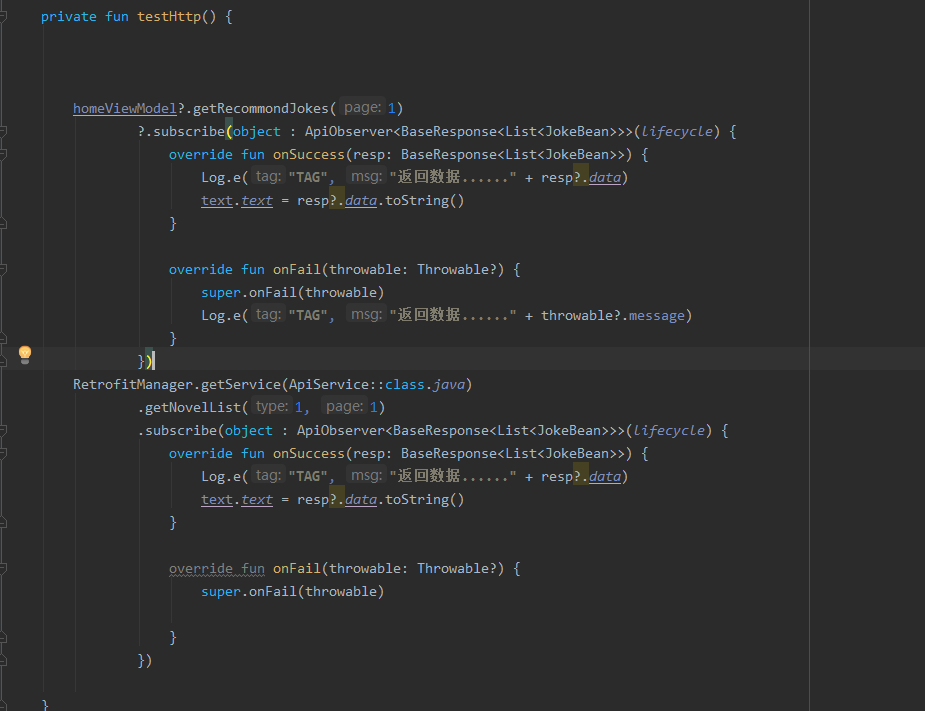 private fun testHttp() {
homeViewModel?.getRecommondJokes( page: 1)
?.subscribe(object : ApiObserver<BaseResponse<List<JokeBean>>>(lifecycle) {
override fun onSuccess(resp: BaseResponse<List<JokeBean>>) {
Log.e( tag: "TAG", msg: "返回数据......" + resp?.data)
text.text = resp?.data.toString()
}
override fun onFail(throwable: Throwable?) {
super.onFail(throwable)
Log.e( tag: "TAG", msg: "返回数据......" + throwable?.message)
}
})
RetrofitManager.getService(ApiService::class.java)
.getNovelList( type: 1, page: 1)
.subscribe(object : ApiObserver<BaseResponse<List<JokeBean>>>(lifecycle) {
override fun onSuccess(resp: BaseResponse<List<JokeBean>>) {
Log.e( tag: "TAG", msg: "返回数据......" + resp?.data)
text.text = resp?.data.toString()
}
override fun onFail(throwable: Throwable?) {
super.onFail(throwable)
}
})
}